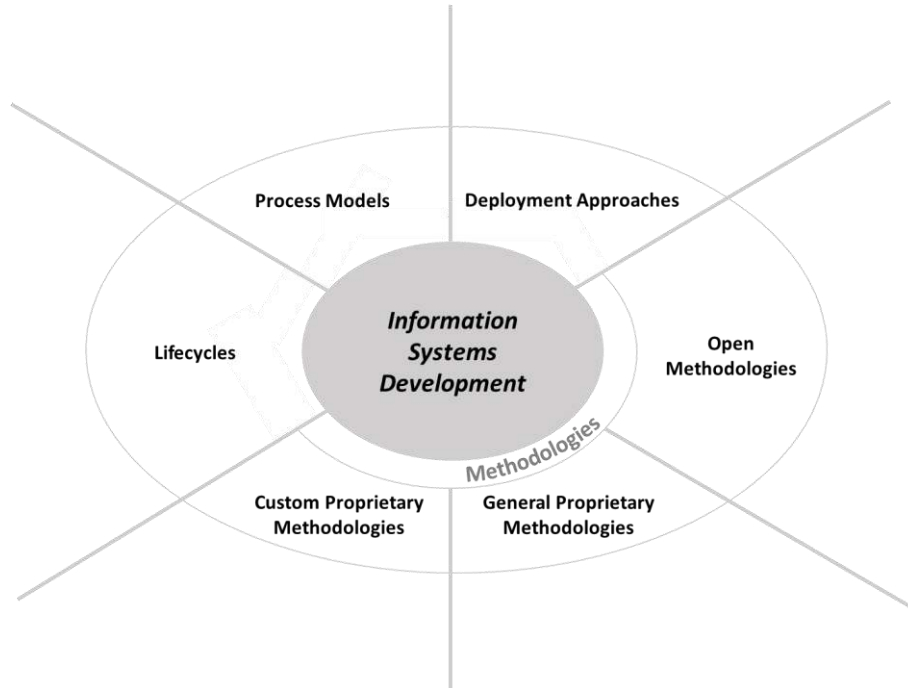 Process Models
Deployment Approaches
Information
Systems
Development
Lifecycles
Open
Methodologies
Methodologies
Custom Proprietary
Methodologies
General Proprietary
Methodologies